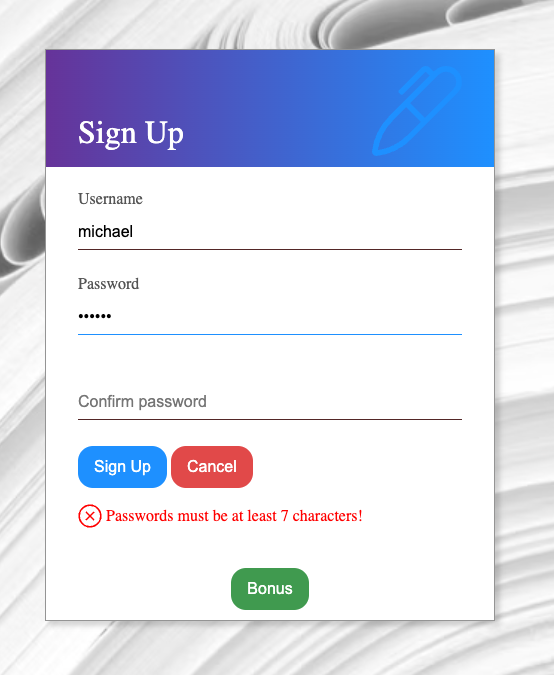 Sign Up
Username
michael
Password
••••••
Confirm password
Sign Up Cancel
Passwords must be at least 7 characters!
Bonus